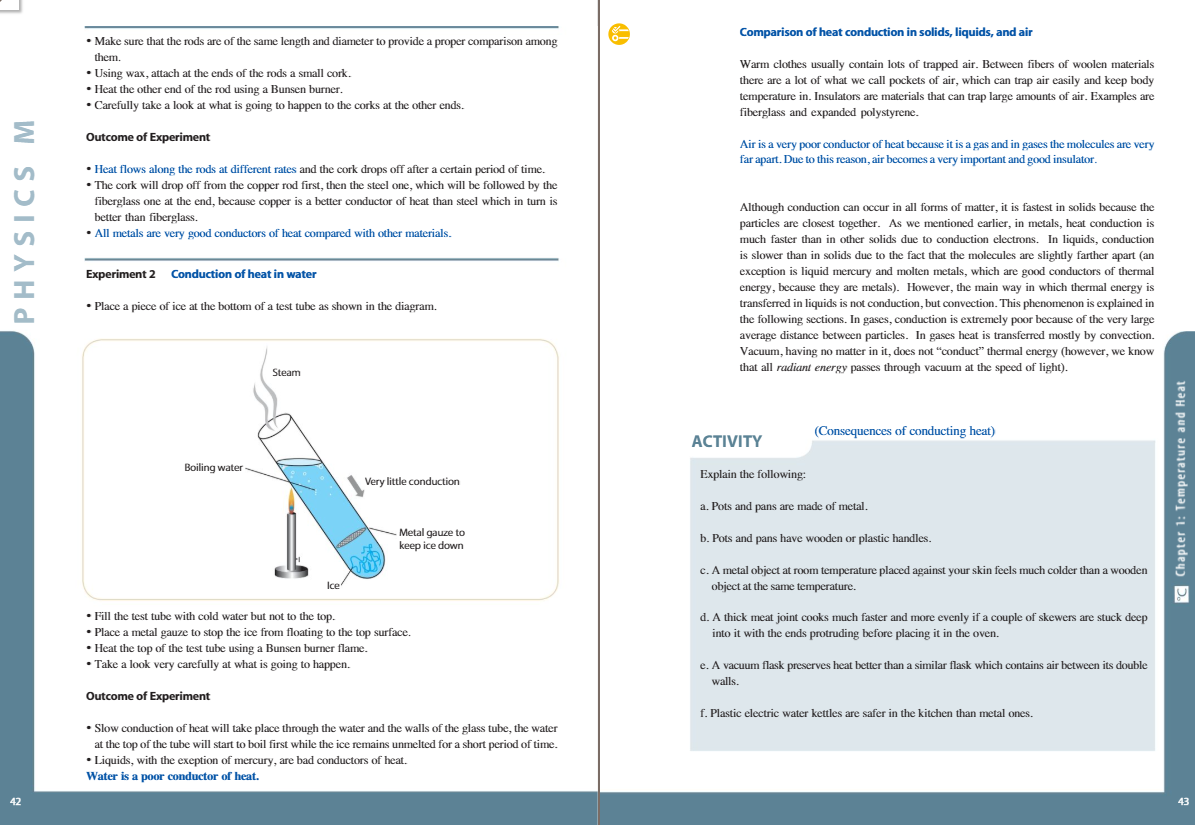 • Make sure that the rods are of the same length and diameter to provide a proper comparison among
them.
• Using wax, attach at the ends of the rods a small cork.
• Heat the other end of the rod using a Bunsen burner.
• Carefully take a look at what is going to happen to the corks at the other ends.
Outcome of Experiment
• Heat flows along the rods at different rates and the cork drops off after a certain period of time.
• The cork will drop off from the copper rod first, then the steel one, which will be followed by the
fiberglass one at the end, because copper is a better conductor of heat than steel which in turn is
better than fiberglass.
• All metals are very good conductors of heat compared with other materials.
PHYSICS M
Experiment 2 Conduction of heat in water
• Place a piece of ice at the bottom of a test tube as shown in the diagram.
Steam
Boiling water
Very little conduction
Metal gauze to
keep ice down
Ice
• Fill the test tube with cold water but not to the top.
• Place a metal gauze to stop the ice from floating to the top surface.
• Heat the top of the test tube using a Bunsen burner flame.
• Take a look very carefully at what is going to happen.
Outcome of Experiment
• Slow conduction of heat will take place through the water and the walls of the glass tube, the water
at the top of the tube will start to boil first while the ice remains unmelted for a short period of time.
• Liquids, with the exeption of mercury, are bad conductors of heat.
Water is a poor conductor of heat.
42
Comparison of heat conduction in solids, liquids, and air
Warm clothes usually contain lots of trapped air. Between fibers of woolen materials
there are a lot of what we call pockets of air, which can trap air easily and keep body
temperature in. Insulators are materials that can trap large amounts of air. Examples are
fiberglass and expanded polystyrene.
Air is a very poor conductor of heat because it is a gas and in gases the molecules are very
far apart. Due to this reason, air becomes a very important and good insulator.
Although conduction can occur in all forms of matter, it is fastest in solids because the
particles are closest together. As we mentioned earlier, in metals, heat conduction is
much faster than in other solids due to conduction electrons. In liquids, conduction
is slower than in solids due to the fact that the molecules are slightly farther apart (an
exception is liquid mercury and molten metals, which are good conductors of thermal
energy, because they are metals). However, the main way in which thermal energy is
transferred in liquids is not conduction, but convection. This phenomenon is explained in
the following sections. In gases, conduction is extremely poor because of the very large
average distance between particles. In gases heat is transferred mostly by convection.
Vacuum, having no matter in it, does not “conduct” thermal energy (however, we know
that all radiant energy passes through vacuum at the speed of light).
ACTIVITY (Consequences of conducting heat)
Explain the following:
a. Pots and pans are made of metal.
b. Pots and pans have wooden or plastic handles.
c. A metal object at room temperature placed against your skin feels much colder than a wooden
object at the same temperature.
d. A thick meat joint cooks much faster and more evenly if a couple of skewers are stuck deep
into it with the ends protruding before placing it in the oven.
e. A vacuum flask preserves heat better than a similar flask which contains air between its double
walls.
f. Plastic electric water kettles are safer in the kitchen than metal ones.
°C Chapter 1: Temperature and Heat
43